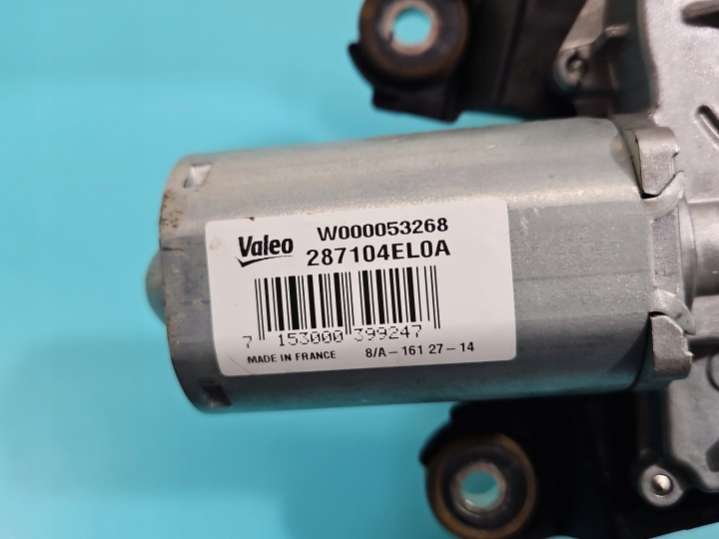 Valeo W000053268
287104EL0A
7 153000 399247
MADE IN FRANCE 8/A-161 27-14